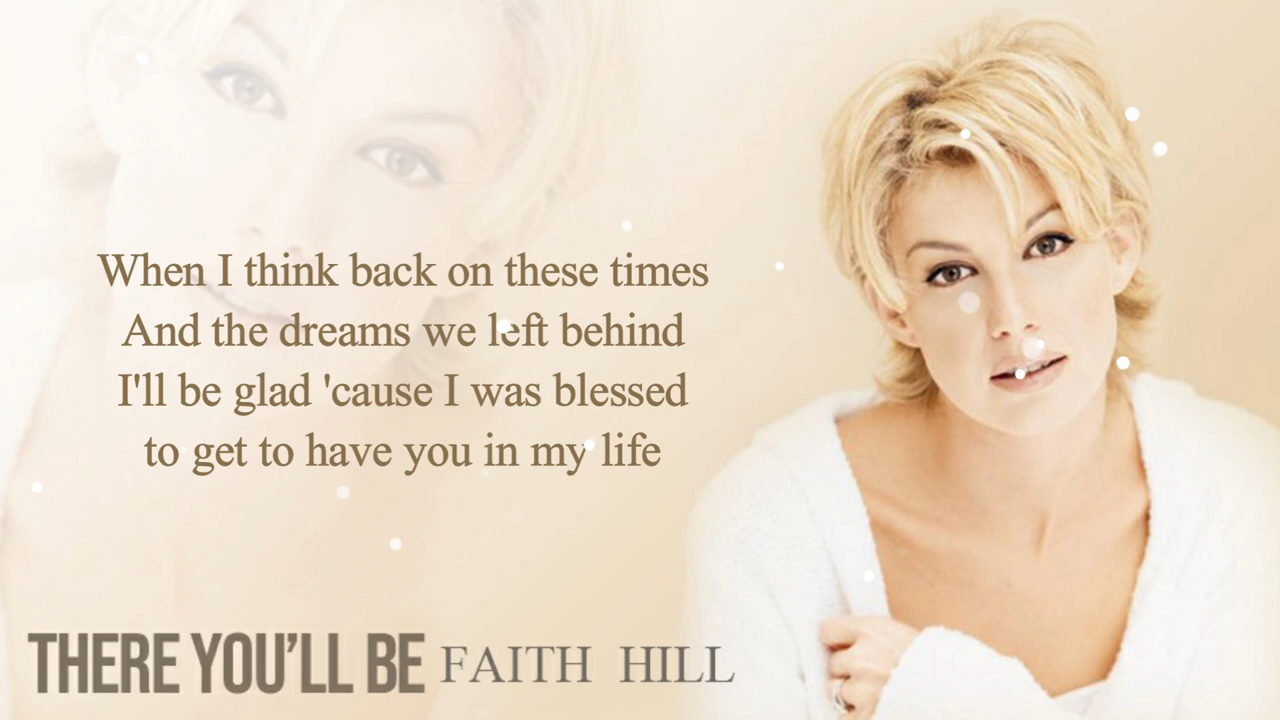 When I think back on these times
And the dreams we left behind
I'll be glad 'cause I was blessed
to get to have you in my life
THERE YOU'LL BE FAITH HILL